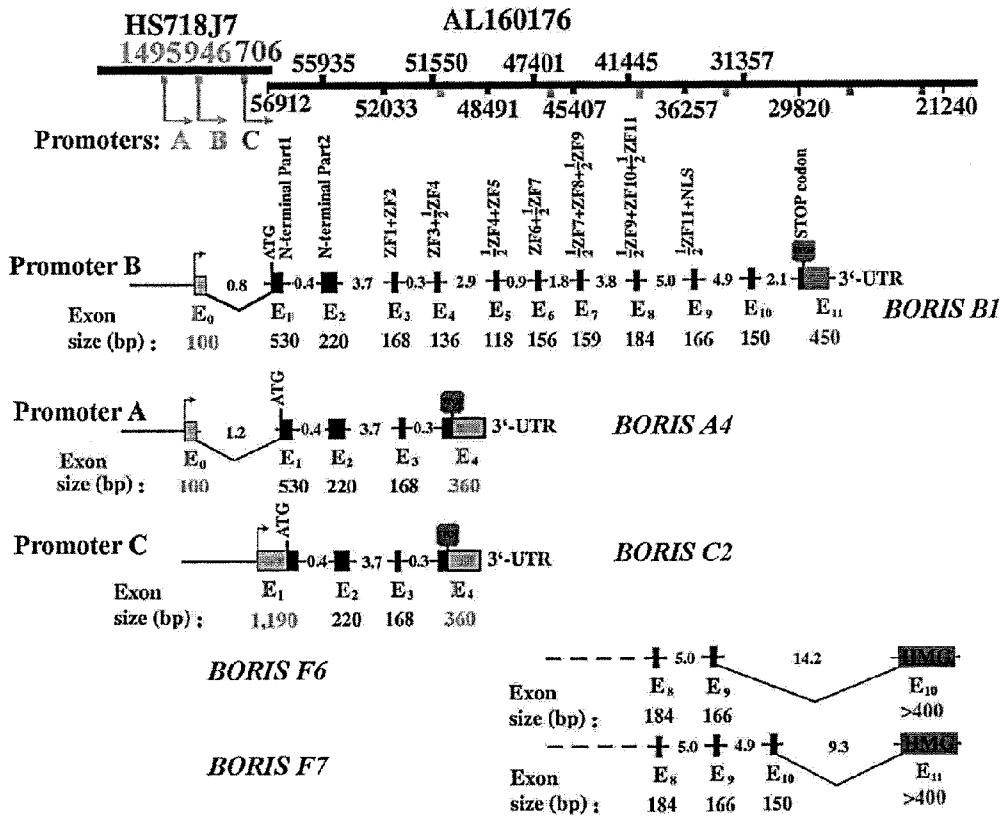 HS718J7
AL160176
1495 946 706
55935 51550 47401 41445 31357
56912 52033 48491 45407 36257 29820 21240
Promoters: A B C
N-terminal Part1
N-terminal Part2
ZF1+ZF2
ZF3+½ZF4
½ZF4+ZF5
ZF6+½ZF7
½ZF7+ZF8+½ZF9
½ZF9+ZF10+½ZF11
½ZF11+NLS
STOP codon
ATG
Promoter B 0.8 0.4 3.7 0.3 2.9 0.9 1.8 3.8 5.0 4.9 2.1 3'-UTR
BORIS B1
Exon E₀ E₁ E₂ E₃ E₄ E₅ E₆ E₇ E₈ E₉ E₁₀ E₁₁
size (bp) : 100 530 220 168 136 118 156 159 184 166 150 450
ATG
Promoter A 1.2 0.4 3.7 0.3 3'-UTR BORIS A4
Exon E₀ E₁ E₂ E₃ E₄
size (bp) : 100 530 220 168 360
ATG
Promoter C 0.4 3.7 0.3 3'-UTR BORIS C2
Exon E₁ E₂ E₃ E₄
size (bp) : 1,190 220 168 360
BORIS F6 5.0 14.2 HMG
Exon E₈ E₉ E₁₀
size (bp) : 184 166 >400
BORIS F7 5.0 4.9 9.3 HMG
Exon E₈ E₉ E₁₀ E₁₁
size (bp) : 184 166 150 >400